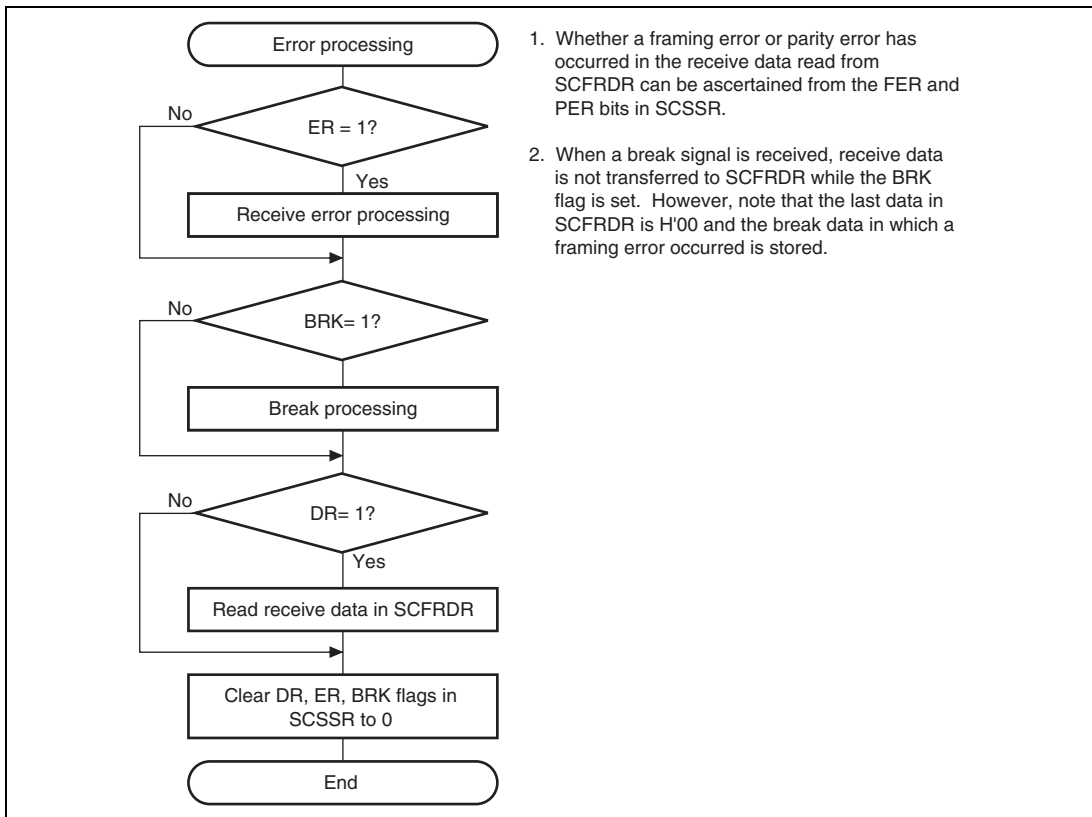 Error processing
No
ER = 1?
Yes
Receive error processing
No
BRK= 1?
Break processing
No
DR= 1?
Yes
Read receive data in SCFRDR
Clear DR, ER, BRK flags in
SCSSR to 0
End
1. Whether a framing error or parity error has
occurred in the receive data read from
SCFRDR can be ascertained from the FER and
PER bits in SCSSR.
2. When a break signal is received, receive data
is not transferred to SCFRDR while the BRK
flag is set. However, note that the last data in
SCFRDR is H'00 and the break data in which a
framing error occurred is stored.